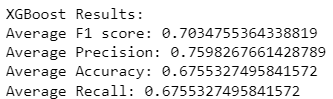 XGBoost Results:
Average F1 score: 0.7034755364338819
Average Precision: 0.7598267661428789
Average Accuracy: 0.6755327495841572
Average Recall: 0.6755327495841572